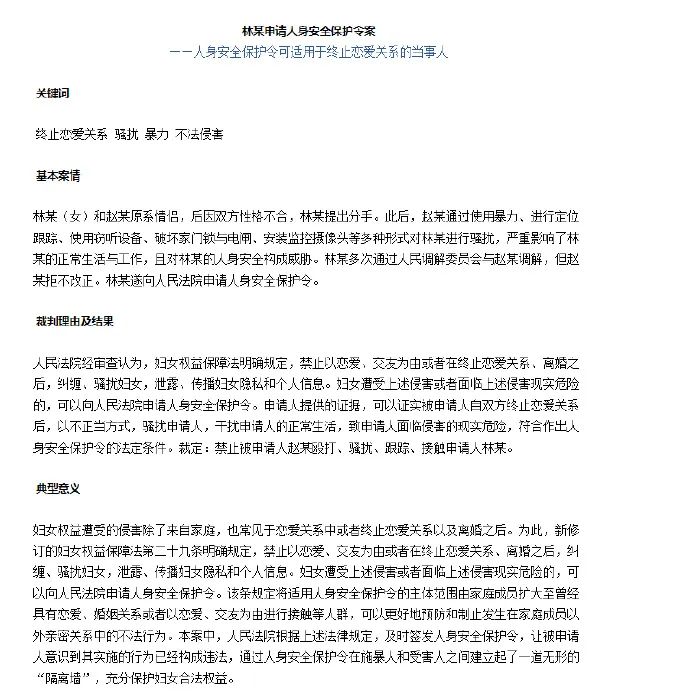 林某申请人身安全保护令案
——人身安全保护令可适用于终止恋爱关系的当事人
关键词
终止恋爱关系 骚扰 暴力 不法侵害
基本案情
林某（女）和赵某原系情侣，后因双方性格不合，林某提出分手。此后，赵某通过使用暴力、进行定位
跟踪、使用窃听设备、破坏家门锁与电闸、安装监控摄像头等多种形式对林某进行骚扰，严重影响了林
某的正常生活与工作，且对林某的人身安全构成威胁。林某多次通过人民调解委员会与赵某调解，但赵
某拒不改正。林某遂向人民法院申请人身安全保护令。
裁判理由及结果
人民法院经审查认为，妇女权益保障法明确规定，禁止以恋爱、交友为由或者在终止恋爱关系、离婚之
后，纠缠、骚扰妇女，泄露、传播妇女隐私和个人信息。妇女遭受上述侵害或者面临上述侵害现实危险
的，可以向人民法院申请人身安全保护令。申请人提供的证据，可以证实被申请人自双方终止恋爱关系
后，以不正当方式，骚扰申请人，干扰申请人的正常生活，致申请人面临侵害的现实危险，符合作出人
身安全保护令的法定条件。裁定：禁止被申请人赵某殴打、骚扰、跟踪、接触申请人林某。
典型意义
妇女权益遭受的侵害除了来自家庭，也常见于恋爱关系中或者终止恋爱关系以及离婚之后。为此，新修
订的妇女权益保障法第二十九条明确规定，禁止以恋爱、交友为由或者在终止恋爱关系、离婚之后，纠
缠、骚扰妇女，泄露、传播妇女隐私和个人信息。妇女遭受上述侵害或者面临上述侵害现实危险的，可
以向人民法院申请人身安全保护令。该条规定将适用人身安全保护令的主体范围由家庭成员扩大至曾经
具有恋爱、婚姻关系或者以恋爱、交友为由进行接触等人群，可以更好地预防和制止发生在家庭成员以
外亲密关系中的不法行为。本案中，人民法院根据上述法律规定，及时签发人身安全保护令，让被申请
人意识到其实施的行为已经构成违法，通过人身安全保护令在施暴人和受害人之间建立起了一道无形的
“隔离墙”，充分保护妇女合法权益。